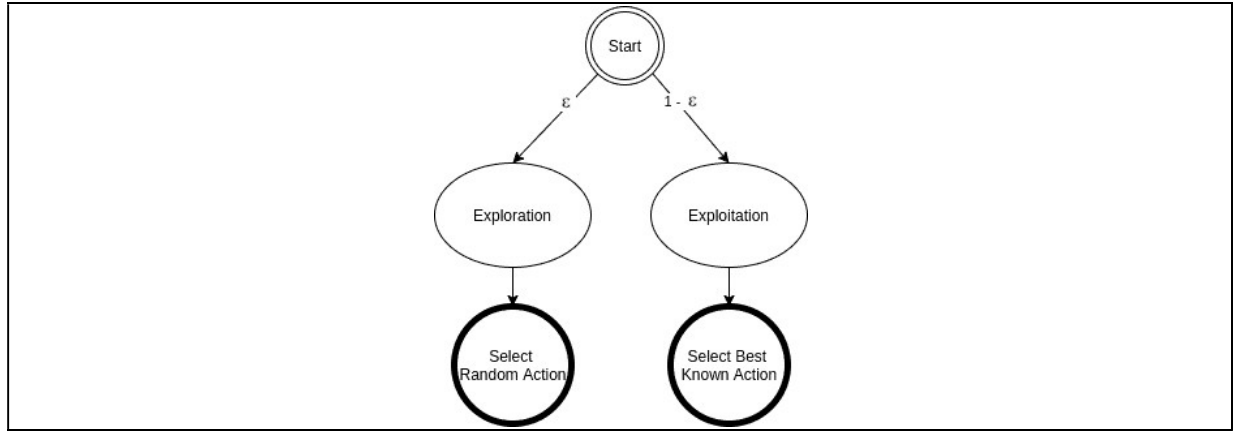 Start
ε
1 - ε
Exploration
Exploitation
Select
Random Action
Select Best
Known Action